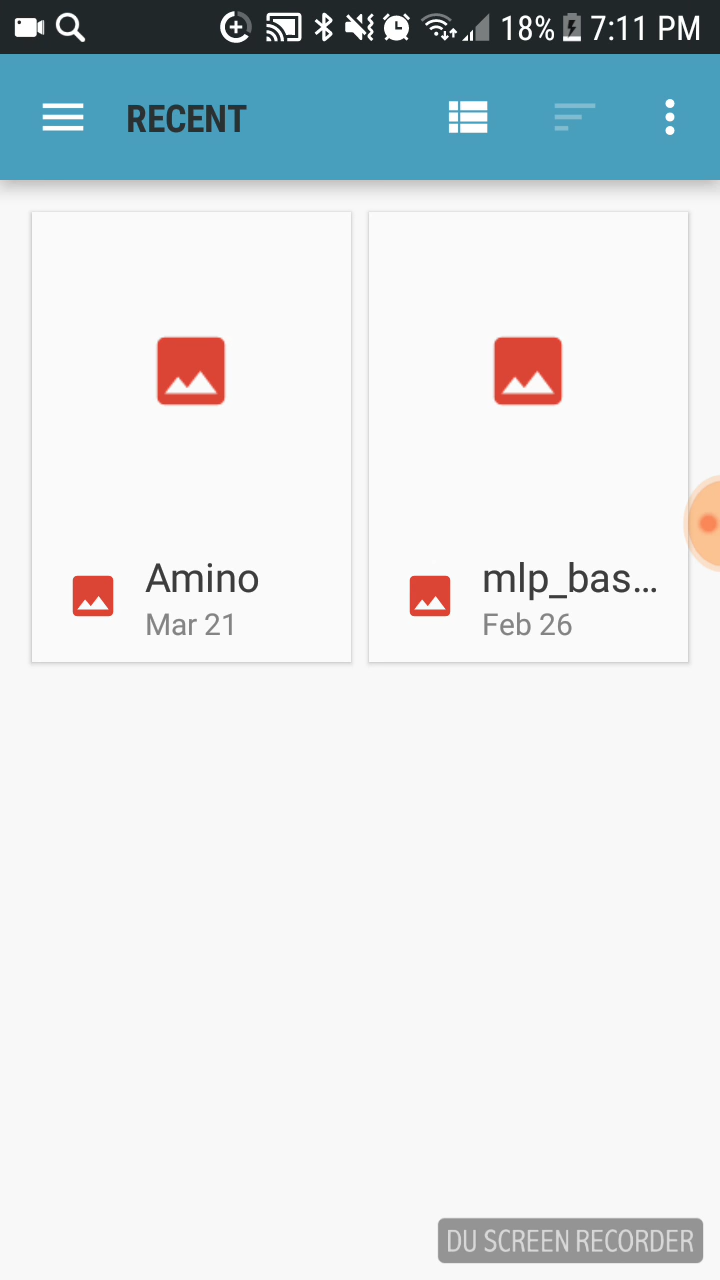 18% 7:11 PM
RECENT
Amino
Mar 21
mlp_bas...
Feb 26
DU SCREEN RECORDER